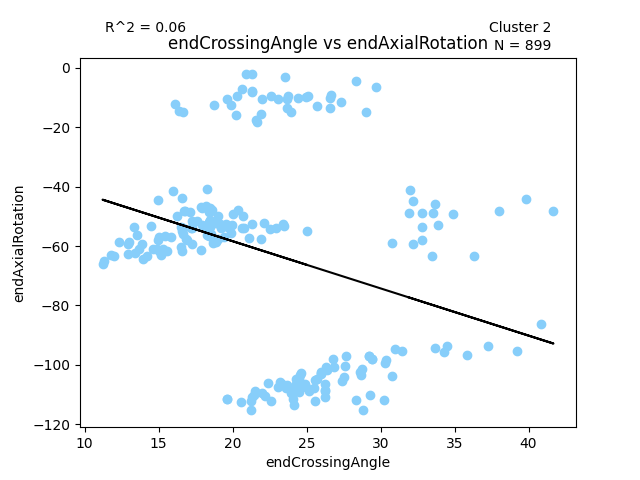 R^2 = 0.06
Cluster 2
endCrossingAngle vs endAxialRotation
N = 899
0
−20
−40
−60
−80
−100
−120
endAxialRotation
10 15 20 25 30 35 40
endCrossingAngle